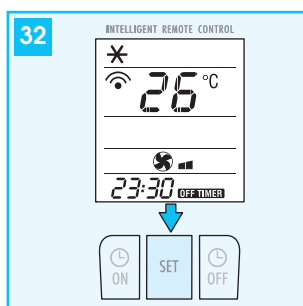 32
INTELLIGENT REMOTE CONTROL
26 °C
23:30 OFF TIMER
ON SET OFF